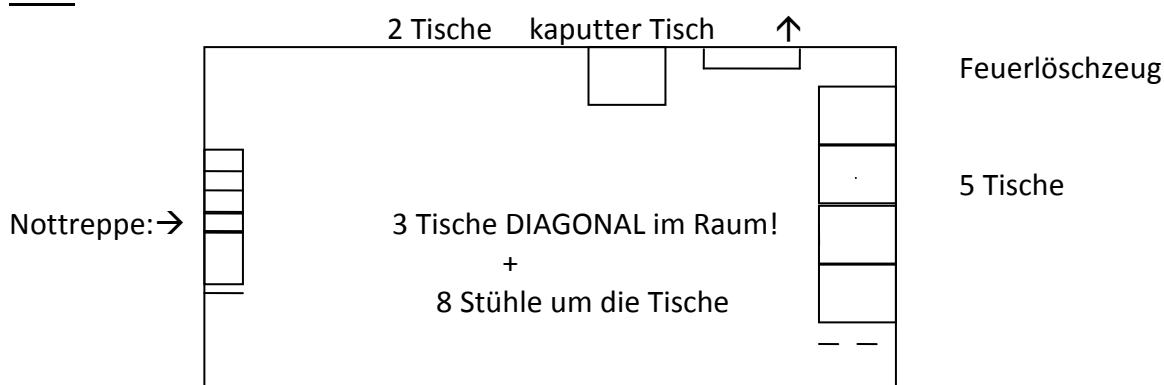 2 Tische kaputter Tisch ↑
Feuerlöschzeug
5 Tische
Nottreppe:→ 3 Tische DIAGONAL im Raum!
+
8 Stühle um die Tische